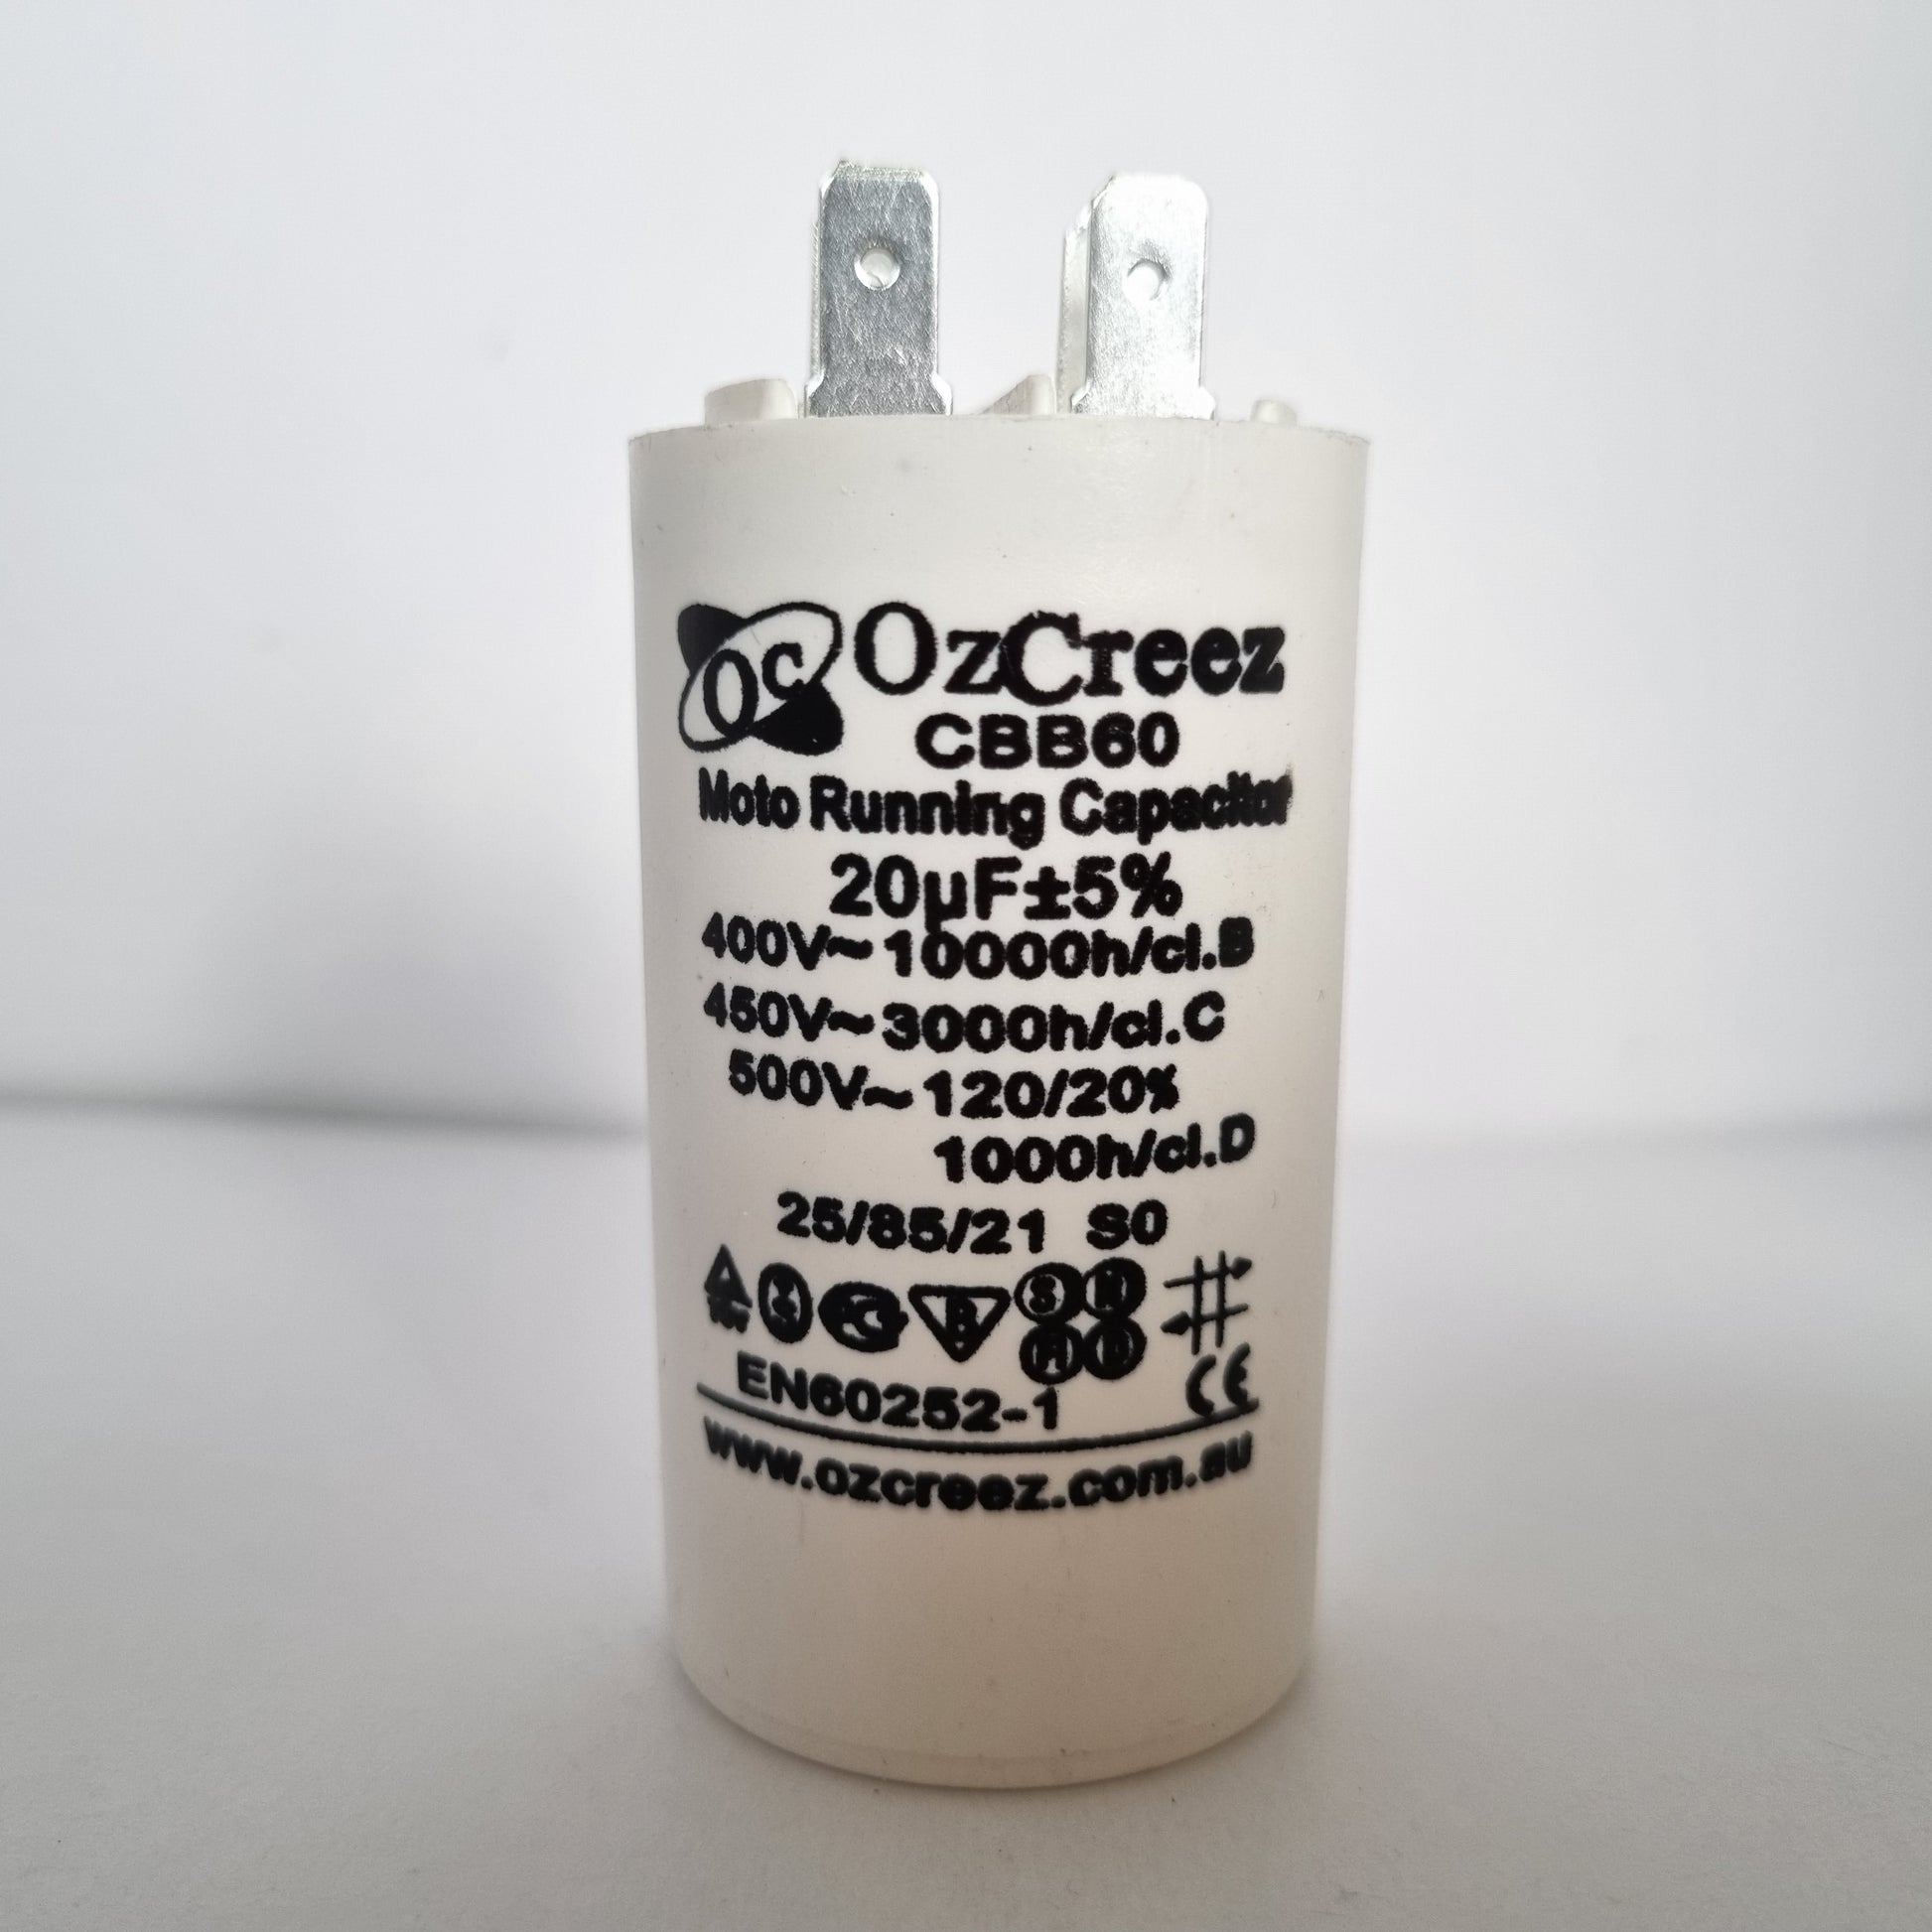 OC OzCreez
CBB60
Moto Running Capacitor
20µF±5%
400V~10000h/cl.B
450V~3000h/cl.C
500V~120/20%
1000h/cl.D
25/85/21 S0
EN60252-1 CE
www.ozcreez.com.au